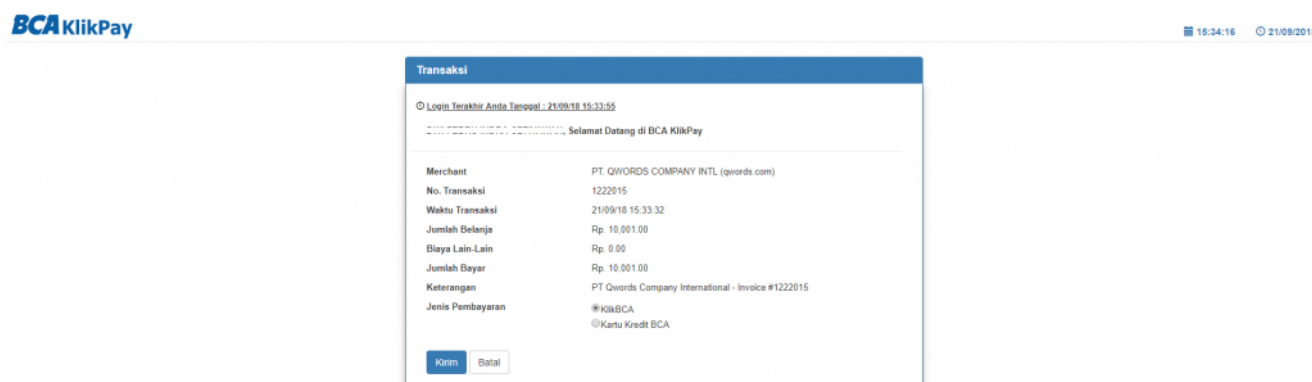 BCA KlikPay
15:34:16 21/09/201
Transaksi
Login Terakhir Anda Tanggal : 21/09/18 15:33:55
, Selamat Datang di BCA KlikPay
Merchant PT. QWORDS COMPANY INTL (qwords.com)
No. Transaksi 1222015
Waktu Transaksi 21/09/18 15:33:32
Jumlah Belanja Rp. 10,001.00
Biaya Lain-Lain Rp. 0.00
Jumlah Bayar Rp. 10,001.00
Keterangan PT Qwords Company International - Invoice #1222015
Jenis Pembayaran KlikBCA
Kartu Kredit BCA
Kirim Batal